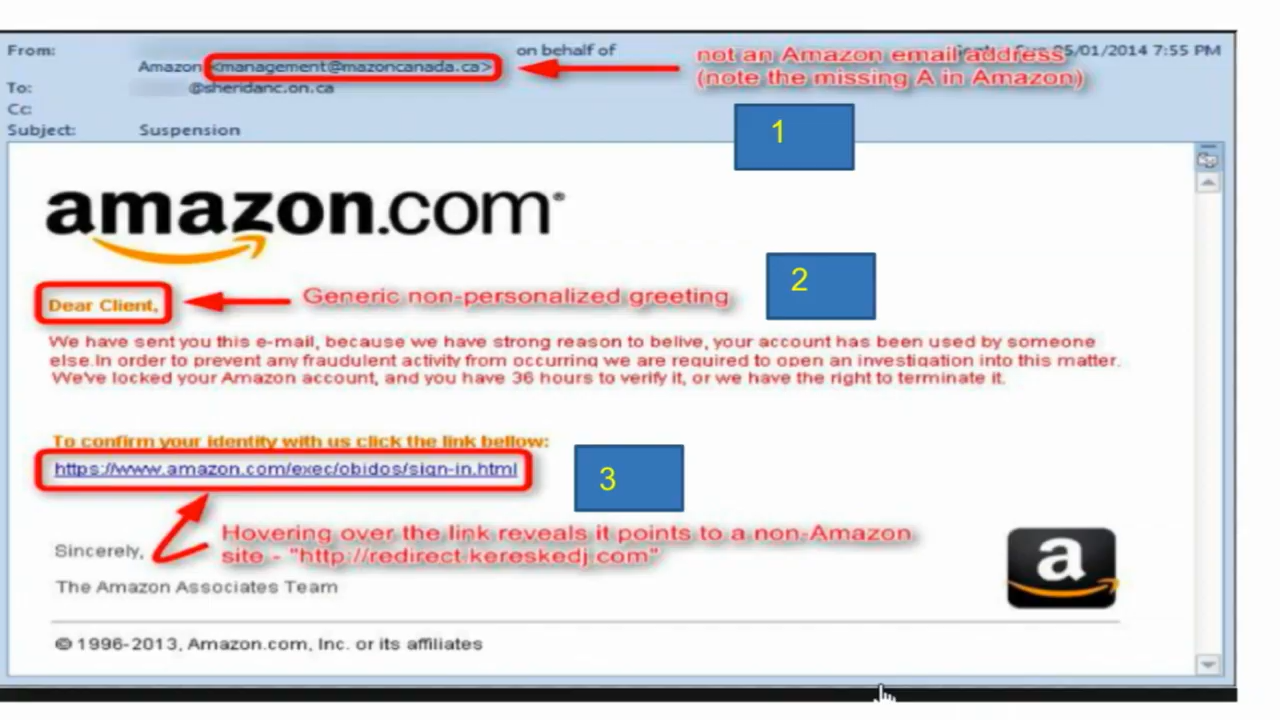 From:
on behalf of
5/01/2014 7:55 PM
Amazon <management@mazoncanada.ca>
not an Amazon email address
(note the missing A in Amazon)
To:
@sheridanc.on.ca
Cc:
Subject: Suspension
1
amazon.com®
Dear Client,
Generic non-personalized greeting
2
We have sent you this e-mail, because we have strong reason to belive, your account has been used by someone
else.In order to prevent any fraudulent activity from occurring we are required to open an investigation into this matter.
We've locked your Amazon account, and you have 36 hours to verify it, or we have the right to terminate it.
To confirm your identity with us click the link bellow:
https://www.amazon.com/exec/obidos/sign-in.html
3
Hovering over the link reveals it points to a non-Amazon
site - "http://redirect.kereskedj.com"
Sincerely,
The Amazon Associates Team
a
© 1996-2013, Amazon.com, Inc. or its affiliates